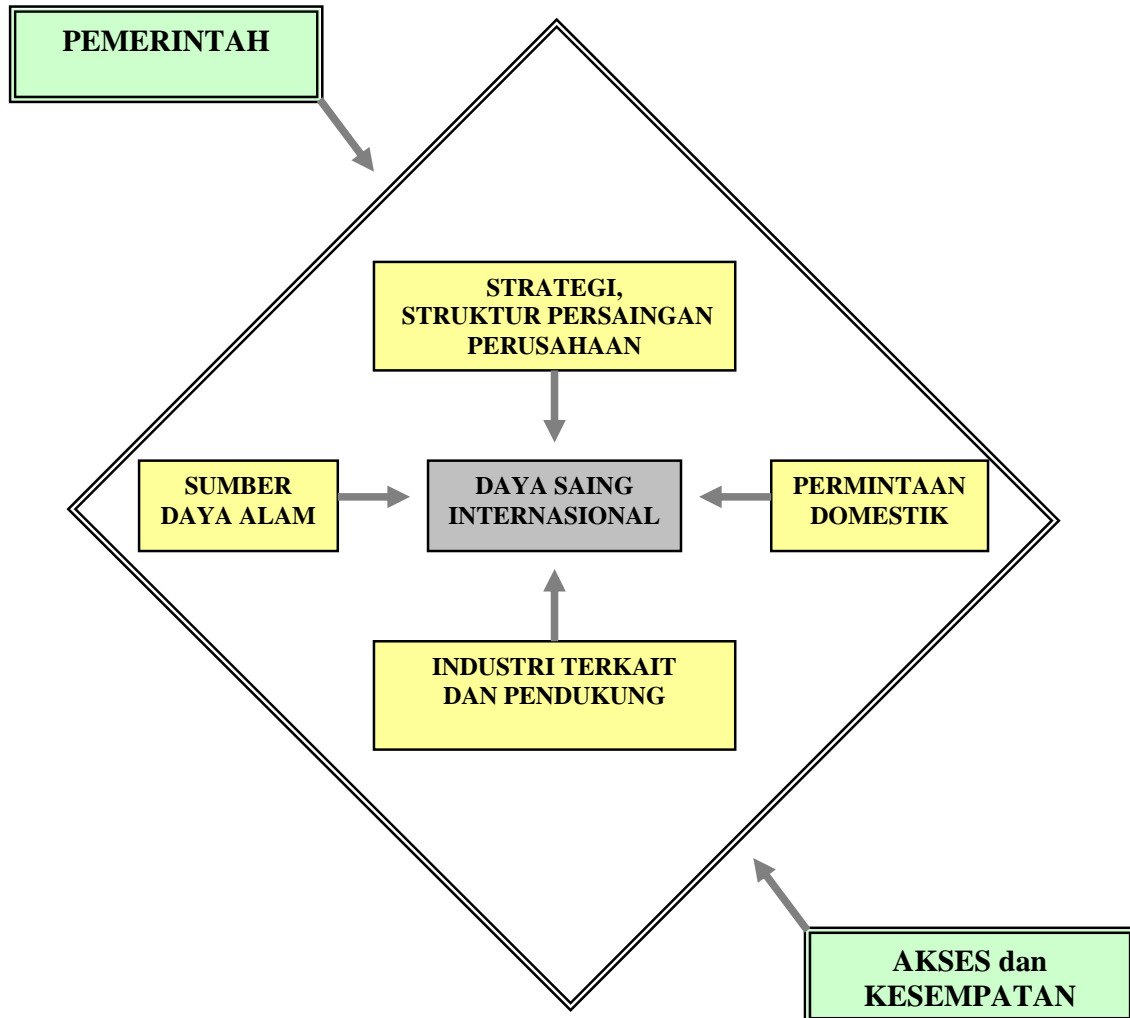 PEMERINTAH
STRATEGI,
STRUKTUR PERSAINGAN
PERUSAHAAN
SUMBER
DAYA ALAM
DAYA SAING
INTERNASIONAL
PERMINTAAN
DOMESTIK
INDUSTRI TERKAIT
DAN PENDUKUNG
AKSES dan
KESEMPATAN